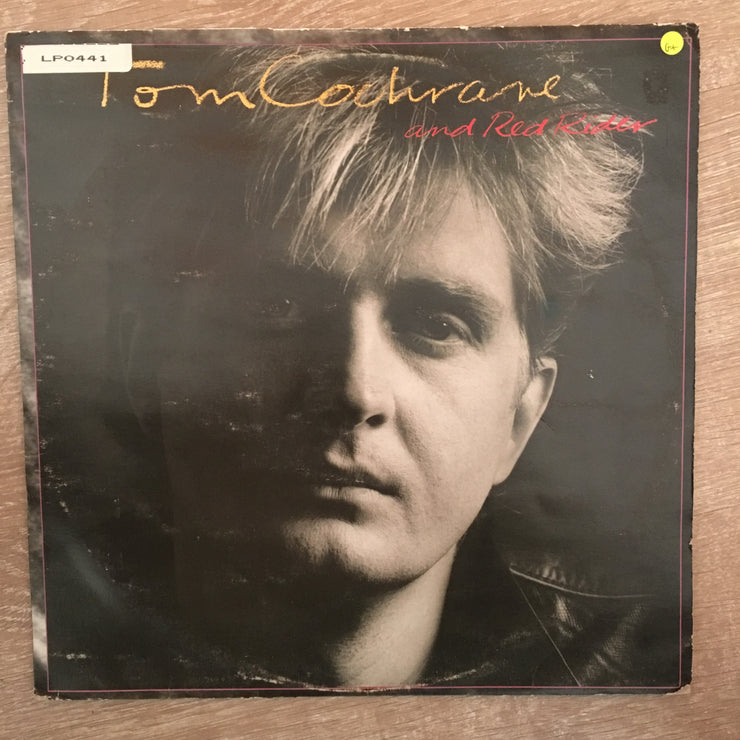 LP0441
Tom Cochrane
and Red Rider
G+